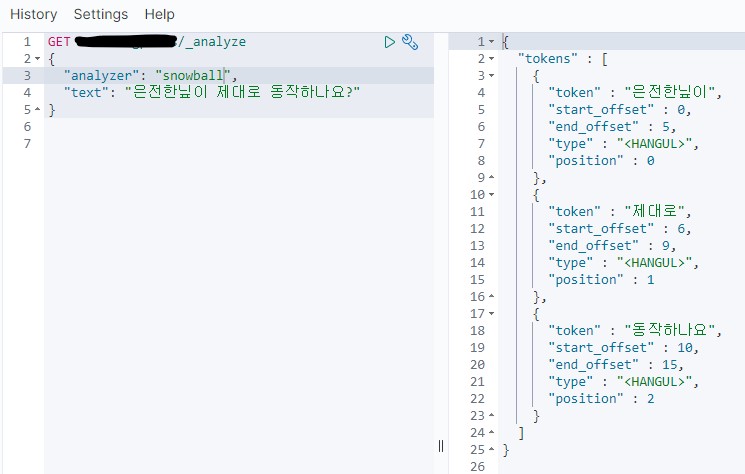 History Settings Help
1 GET /_analyze
2 {
3 "analyzer": "snowball",
4 "text": "은전한닢이 제대로 동작하나요?"
5 }
6
7
1 {
2 "tokens" : [
3 {
4 "token" : "은전한닢이",
5 "start_offset" : 0,
6 "end_offset" : 5,
7 "type" : "<HANGUL>",
8 "position" : 0
9 },
10 {
11 "token" : "제대로",
12 "start_offset" : 6,
13 "end_offset" : 9,
14 "type" : "<HANGUL>",
15 "position" : 1
16 },
17 {
18 "token" : "동작하나요",
19 "start_offset" : 10,
20 "end_offset" : 15,
21 "type" : "<HANGUL>",
22 "position" : 2
23 }
24 ]
25 }
26